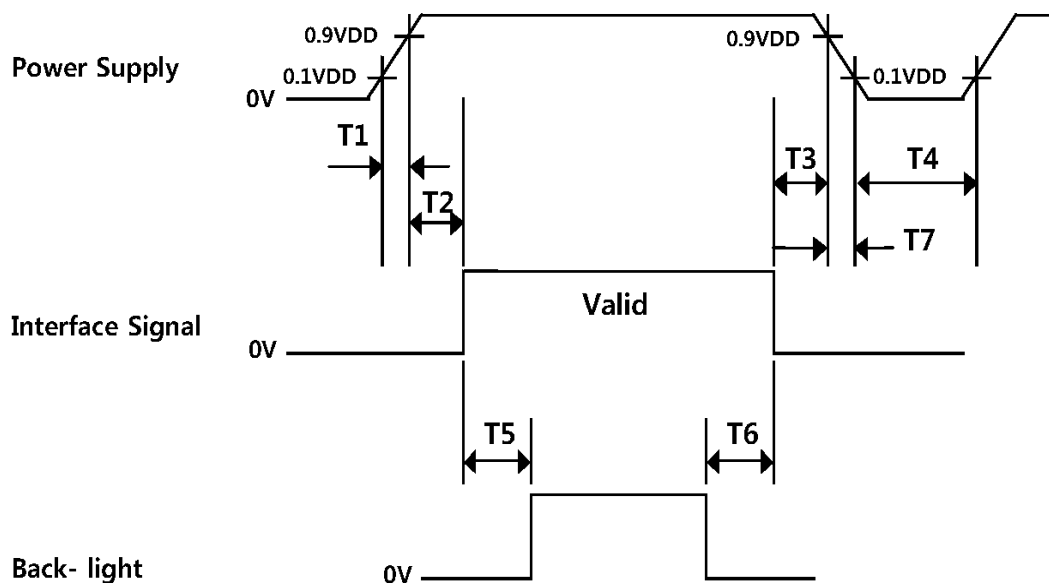 0.9VDD
0.9VDD
Power Supply
0.1VDD
0.1VDD
0V
T1
T3
T4
T2
T7
Valid
Interface Signal
0V
T5
T6
Back- light
0V